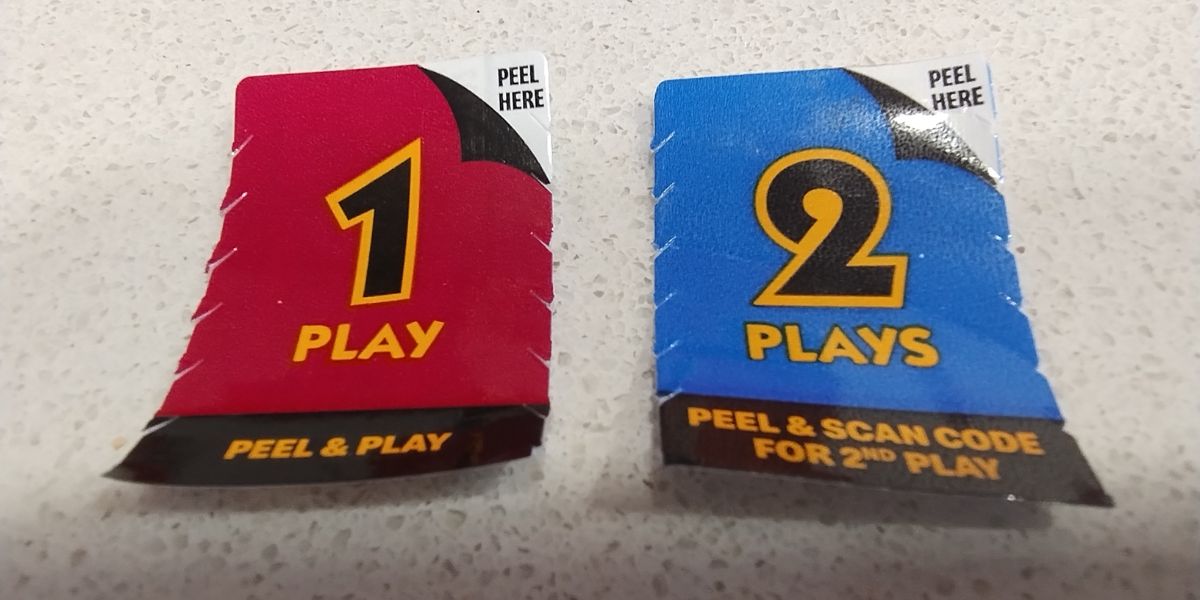 PEEL
HERE
1
PLAY
PEEL & PLAY
PEEL
HERE
2
PLAYS
PEEL & SCAN CODE
FOR 2ND PLAY